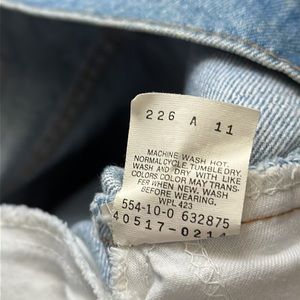 226 A 11
MACHINE WASH HOT.
NORMAL CYCLE. TUMBLE DRY.
WASH AND DRY WITH LIKE
COLORS COLOR MAY TRANS-
FER WHEN NEW. WASH
BEFORE WEARING.
WPL 423
554-10-0 632875
40517-021